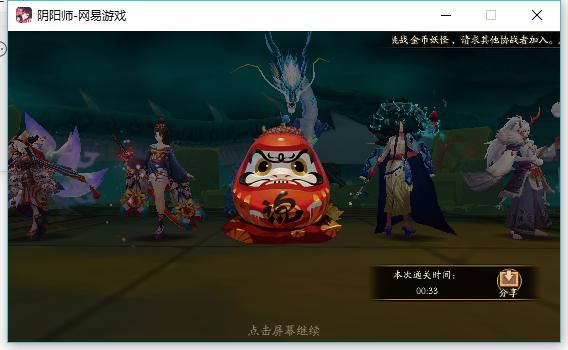 阴阳师-网易游戏
挑战金币妖怪，请求其他协战者加入。
本次通关时间：
00:33
分享
点击屏幕继续